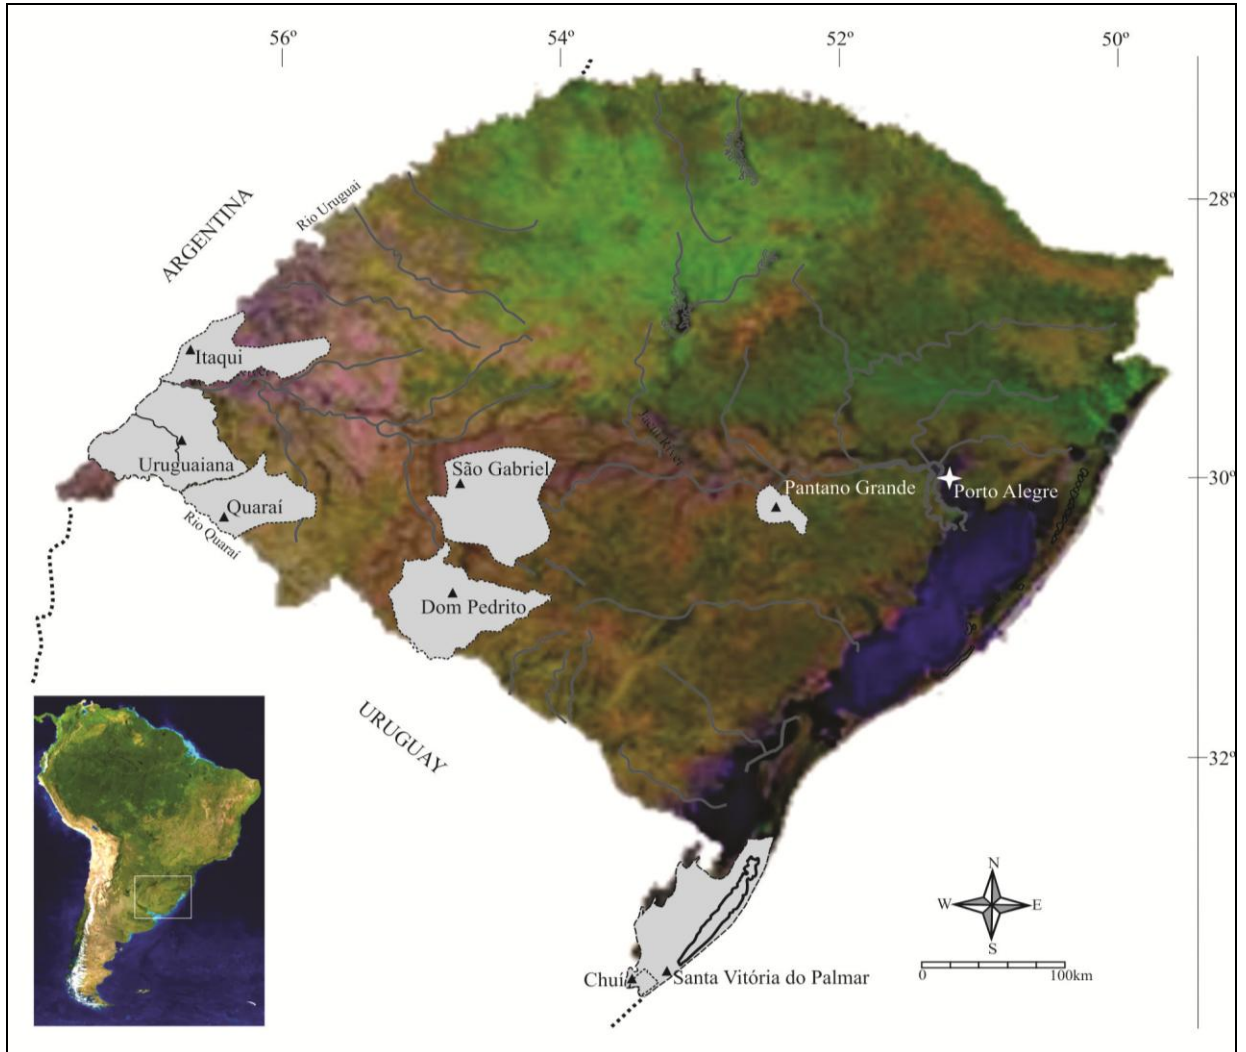 56º
54º
52º
50º
28º
30º
32º
ARGENTINA
Rio Uruguai
Itaqui
Uruguaiana
Quaraí
Rio Quaraí
São Gabriel
Dom Pedrito
Pantano Grande
Porto Alegre
URUGUAY
Chuí
Santa Vitória do Palmar
N
W
E
S
0
100km